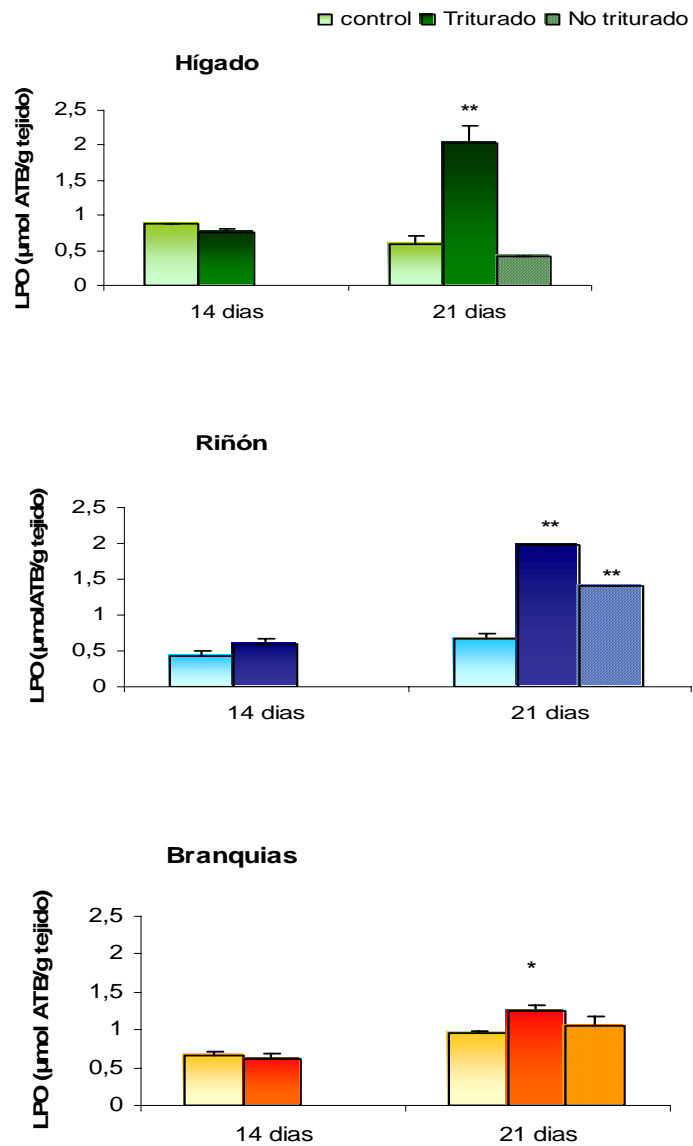 control Triturado No triturado
Hígado
LPO (µmol ATB/g tejido)
2,5
2
1,5
1
0,5
0
**
14 dias 21 dias
Riñón
LPO (µmolATB/g tejido)
2,5
2
1,5
1
0,5
0
**
**
14 dias 21 dias
Branquias
LPO (µmol ATB/g tejido)
2,5
2
1,5
1
0,5
0
*
14 dias 21 dias